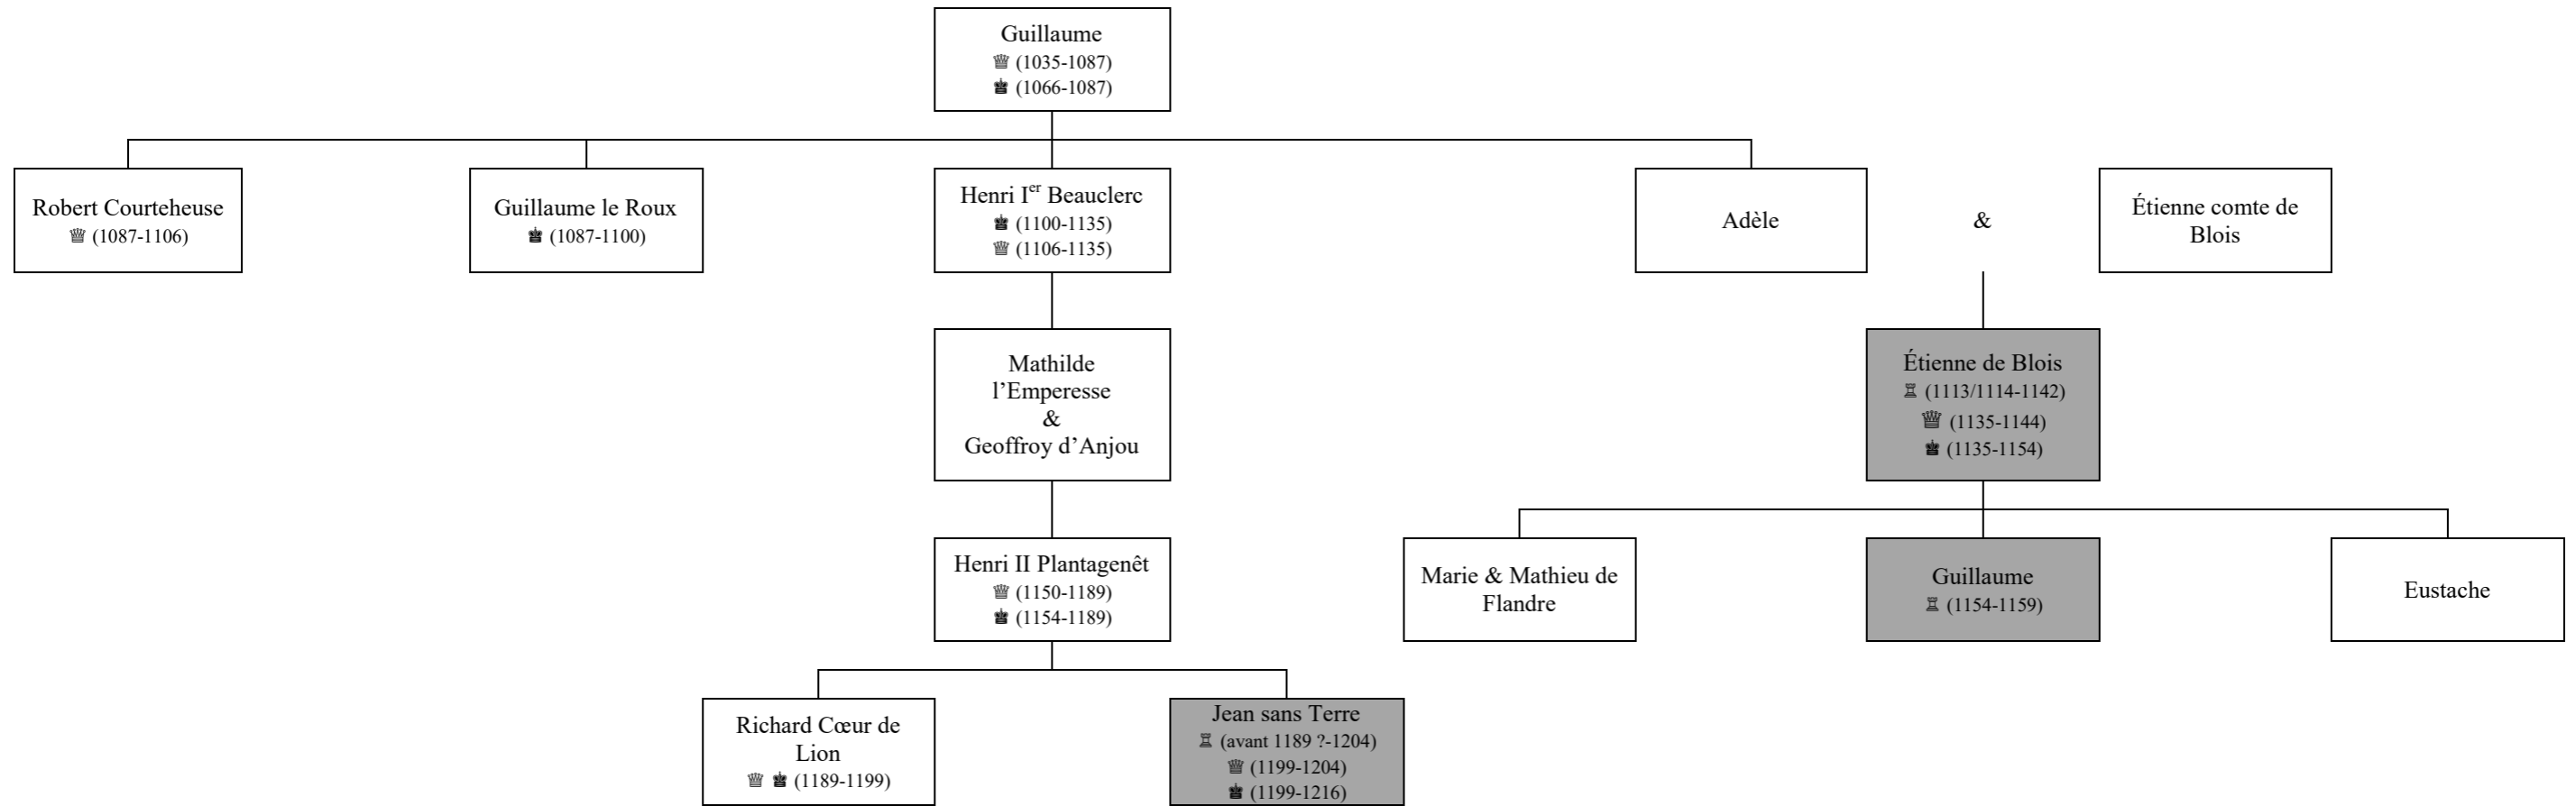 Guillaume
♕ (1035-1087)
♚ (1066-1087)
Robert Courteheuse
♕ (1087-1106)
Guillaume le Roux
♚ (1087-1100)
Henri Ier Beauclerc
♚ (1100-1135)
♕ (1106-1135)
Adèle
&
Étienne comte de
Blois
Mathilde
l’Emperesse
&
Geoffroy d’Anjou
Étienne de Blois
♖ (1113/1114-1142)
♕ (1135-1144)
♚ (1135-1154)
Henri II Plantagenêt
♕ (1150-1189)
♚ (1154-1189)
Marie & Mathieu de
Flandre
Guillaume
♖ (1154-1159)
Eustache
Richard Cœur de
Lion
♕ ♚ (1189-1199)
Jean sans Terre
♖ (avant 1189 ?-1204)
♕ (1199-1204)
♚ (1199-1216)